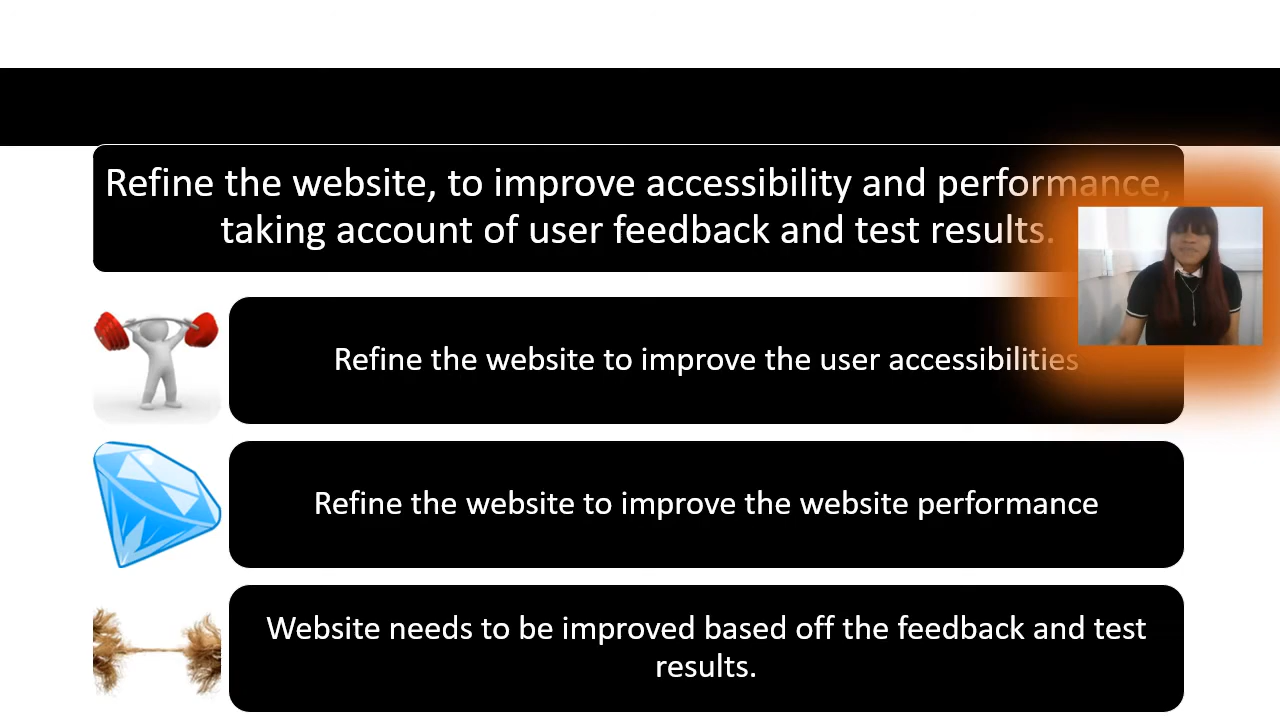 Refine the website, to improve accessibility and performance,
taking account of user feedback and test results.
Refine the website to improve the user accessibilities
Refine the website to improve the website performance
Website needs to be improved based off the feedback and test
results.